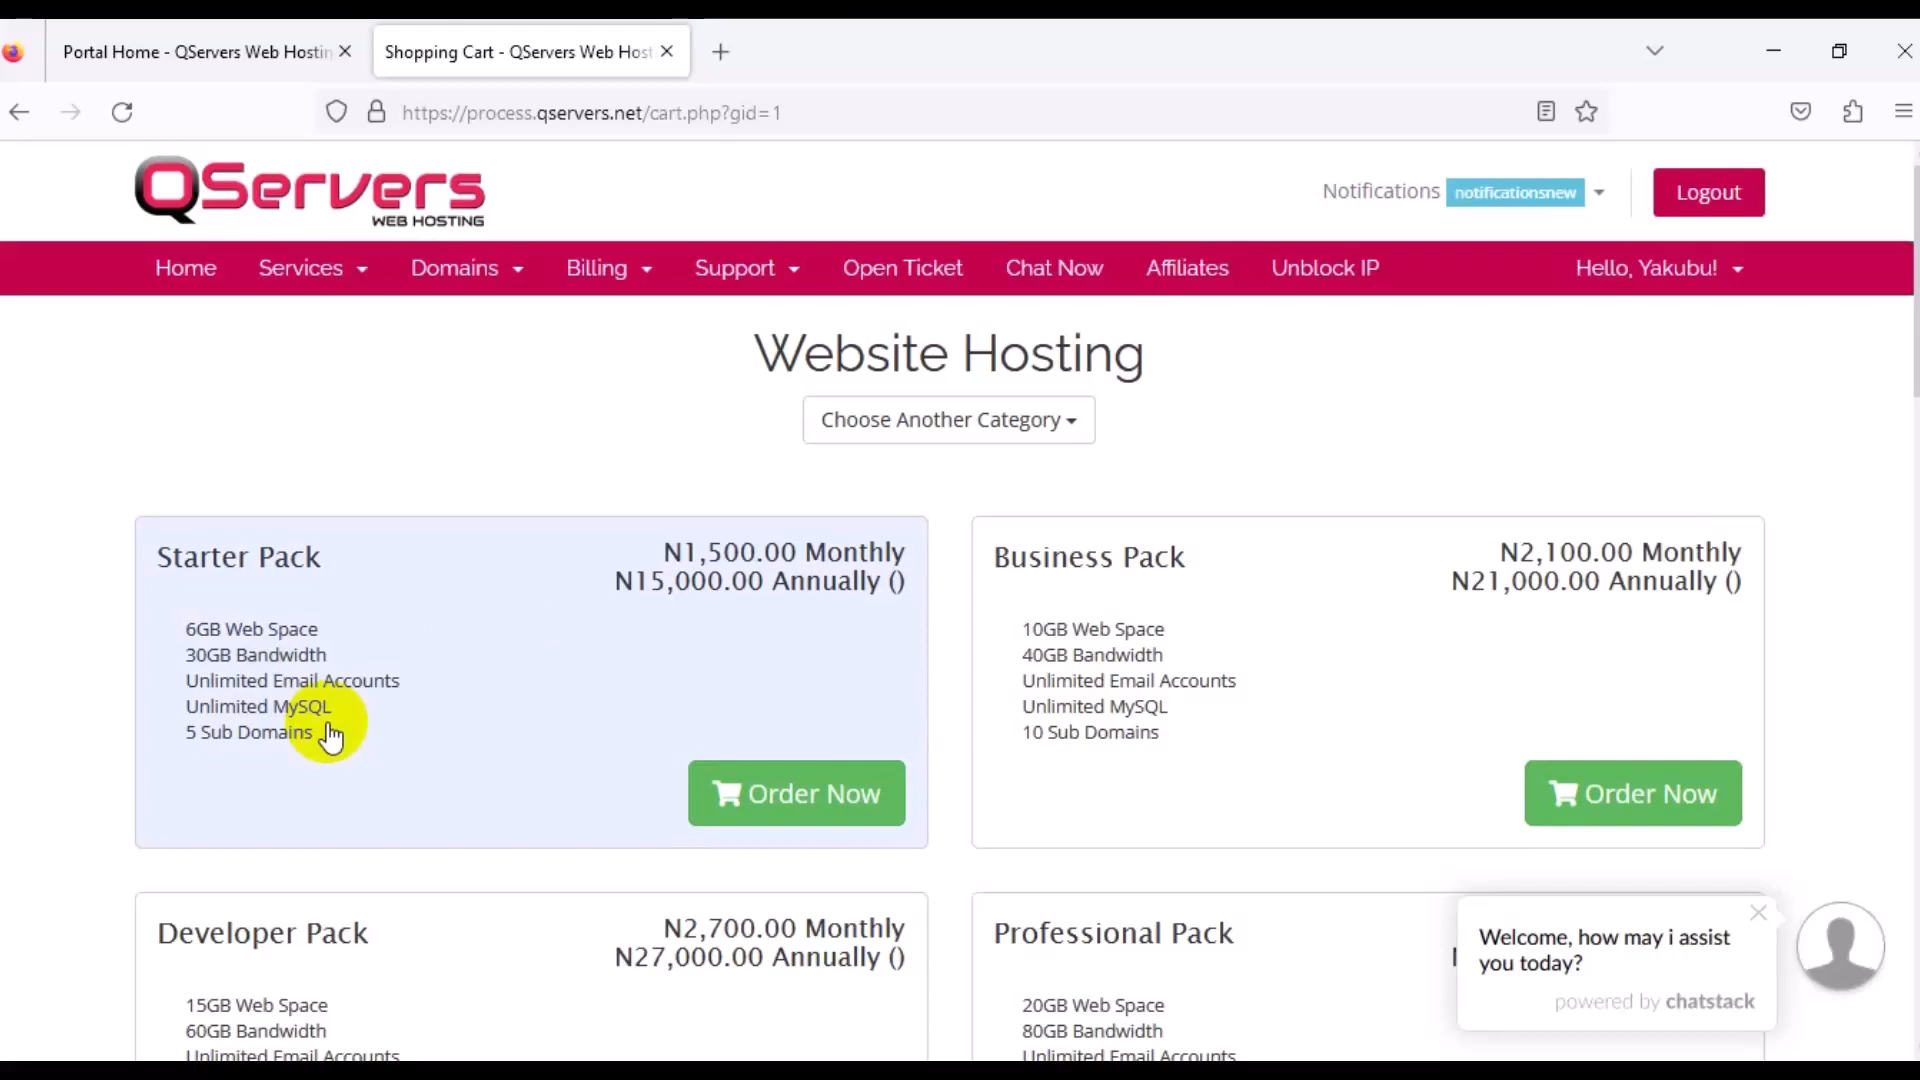 Portal Home - QServers Web Hostin
Shopping Cart - QServers Web Host
https://process.qservers.net/cart.php?gid=1
QServers
WEB HOSTING
Notifications notificationsnew
Logout
Home
Services
Domains
Billing
Support
Open Ticket
Chat Now
Affiliates
Unblock IP
Hello, Yakubu!
Website Hosting
Choose Another Category
Starter Pack
N1,500.00 Monthly
N15,000.00 Annually ()
6GB Web Space
30GB Bandwidth
Unlimited Email Accounts
Unlimited MySQL
5 Sub Domains
Order Now
Business Pack
N2,100.00 Monthly
N21,000.00 Annually ()
10GB Web Space
40GB Bandwidth
Unlimited Email Accounts
Unlimited MySQL
10 Sub Domains
Order Now
Developer Pack
N2,700.00 Monthly
N27,000.00 Annually ()
15GB Web Space
60GB Bandwidth
Unlimited Email Accounts
Professional Pack
20GB Web Space
80GB Bandwidth
Unlimited Email Accounts
Welcome, how may i assist
you today?
powered by chatstack